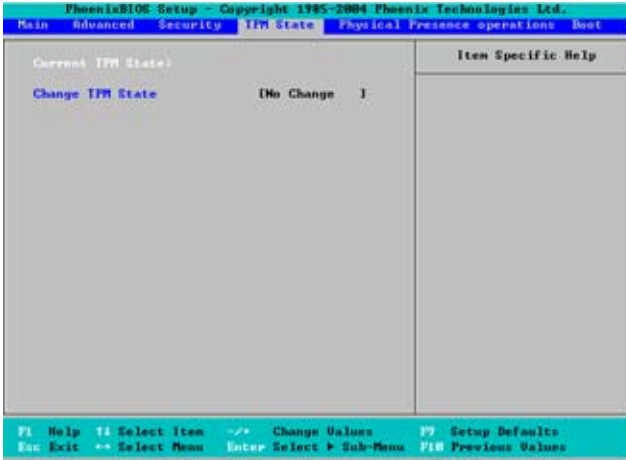 PhoenixBIOS Setup - Copyright 1985-2004 Phoenix Technologies Ltd.
Main Advanced Security TPM State Physical Presence operations Boot
Current TPM State:
Item Specific Help
Change TPM State [No Change ]
F1 Help ↑↓ Select Item -/+ Change Values F9 Setup Defaults
Esc Exit ↔ Select Menu Enter Select ▶ Sub-Menu F10 Previous Values